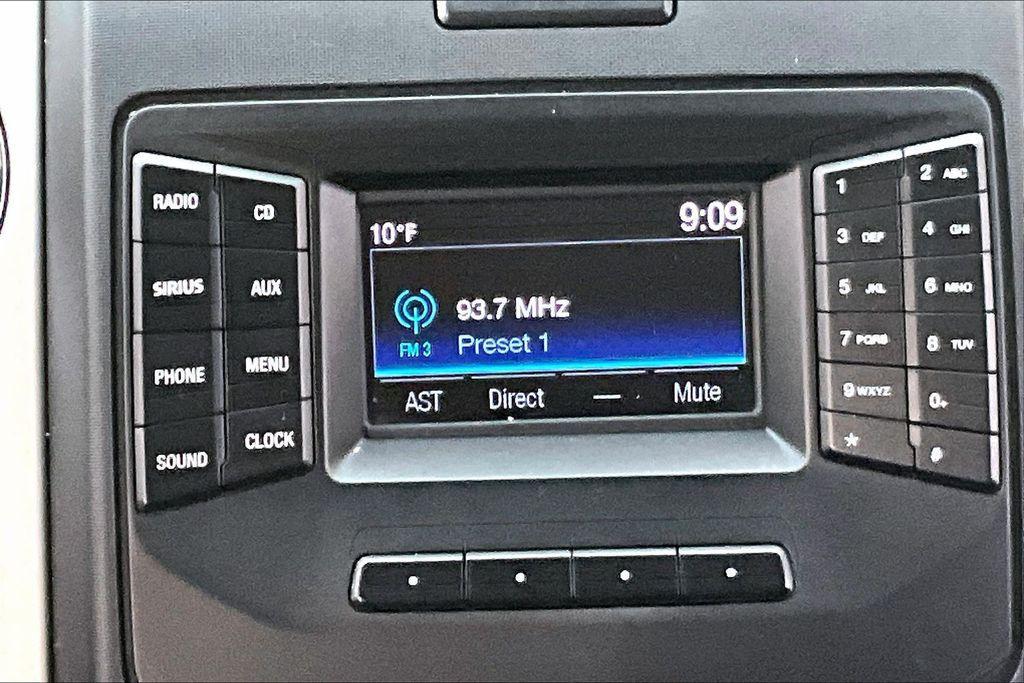 RADIO
CD
SIRIUS
AUX
PHONE
MENU
SOUND
CLOCK
10°F
9:09
93.7 MHz
FM 3
Preset 1
AST
Direct
—
Mute
1
2 ABC
3 DEF
4 GHI
5 JKL
6 MNO
7 PQRS
8 TUV
9 WXYZ
0+
*
#